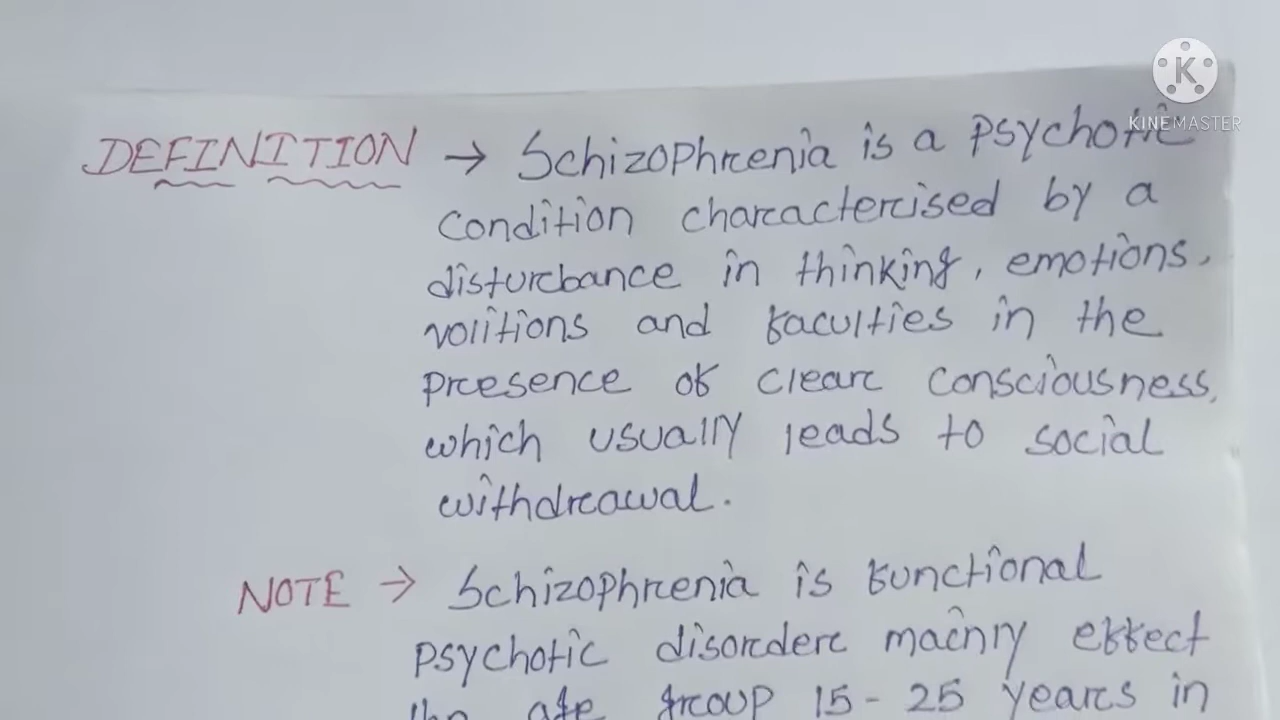 DEFINITION → Schizophrenia is a psychotic
condition characterised by a
disturbance in thinking, emotions,
volitions and faculties in the
presence of clear consciousness,
which usually leads to social
withdrawal.
NOTE → Schizophrenia is functional
psychotic disorder mainly effect
the age group 15-25 years in
K
KINEMASTER